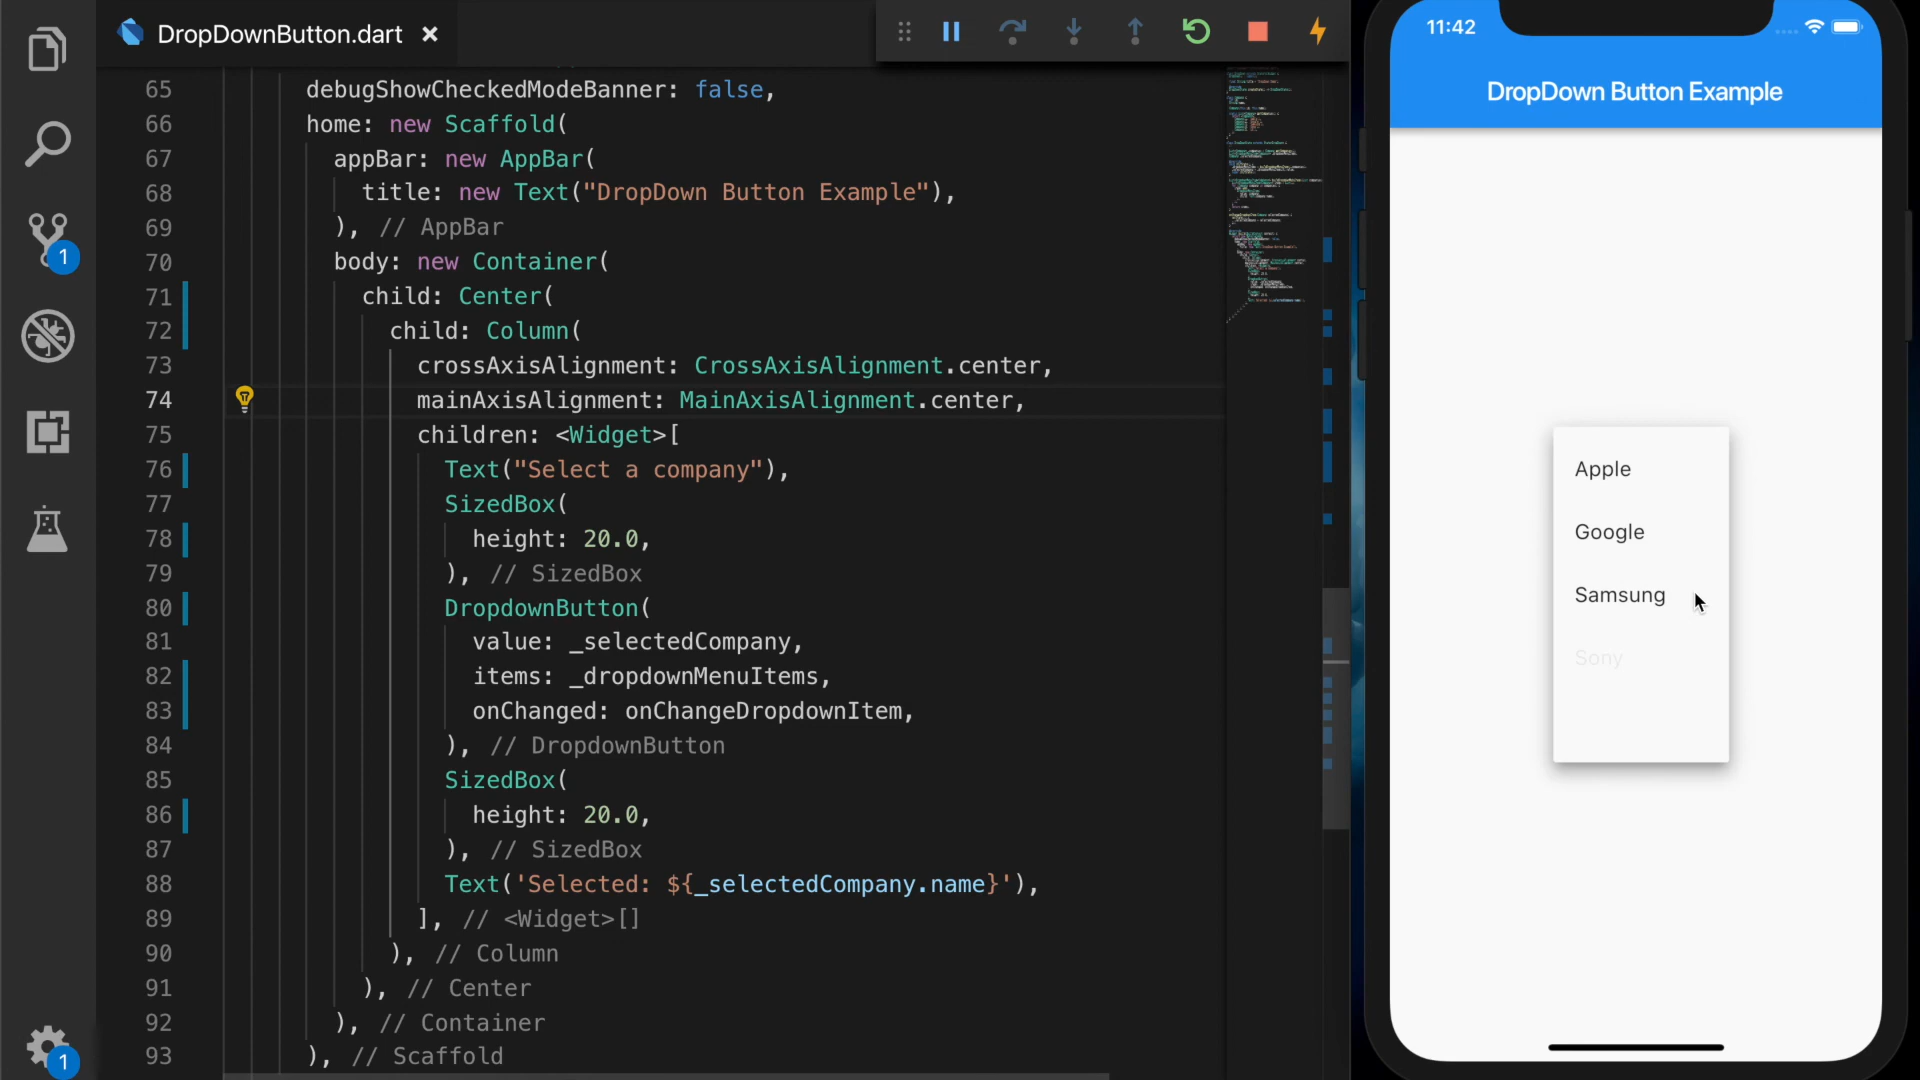 DropDownButton.dart
65 debugShowCheckedModeBanner: false,
66 home: new Scaffold(
67 appBar: new AppBar(
68 title: new Text("DropDown Button Example"),
69 ), // AppBar
70 body: new Container(
71 child: Center(
72 child: Column(
73 crossAxisAlignment: CrossAxisAlignment.center,
74 mainAxisAlignment: MainAxisAlignment.center,
75 children: <Widget>[
76 Text("Select a company"),
77 SizedBox(
78 height: 20.0,
79 ), // SizedBox
80 DropdownButton(
81 value: _selectedCompany,
82 items: _dropdownMenuItems,
83 onChanged: onChangeDropdownItem,
84 ), // DropdownButton
85 SizedBox(
86 height: 20.0,
87 ), // SizedBox
88 Text('Selected: ${_selectedCompany.name}'),
89 ], // <Widget>[]
90 ), // Column
91 ), // Center
92 ), // Container
93 ), // Scaffold
1
1
11:42
DropDown Button Example
Apple
Google
Samsung
Sony